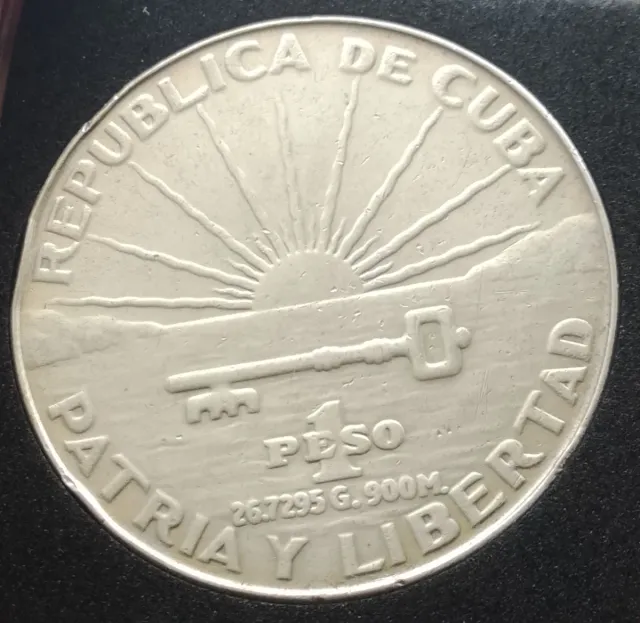 REPUBLICA DE CUBA
1
PESO
26.7295 G. 900M.
PATRIA Y LIBERTAD